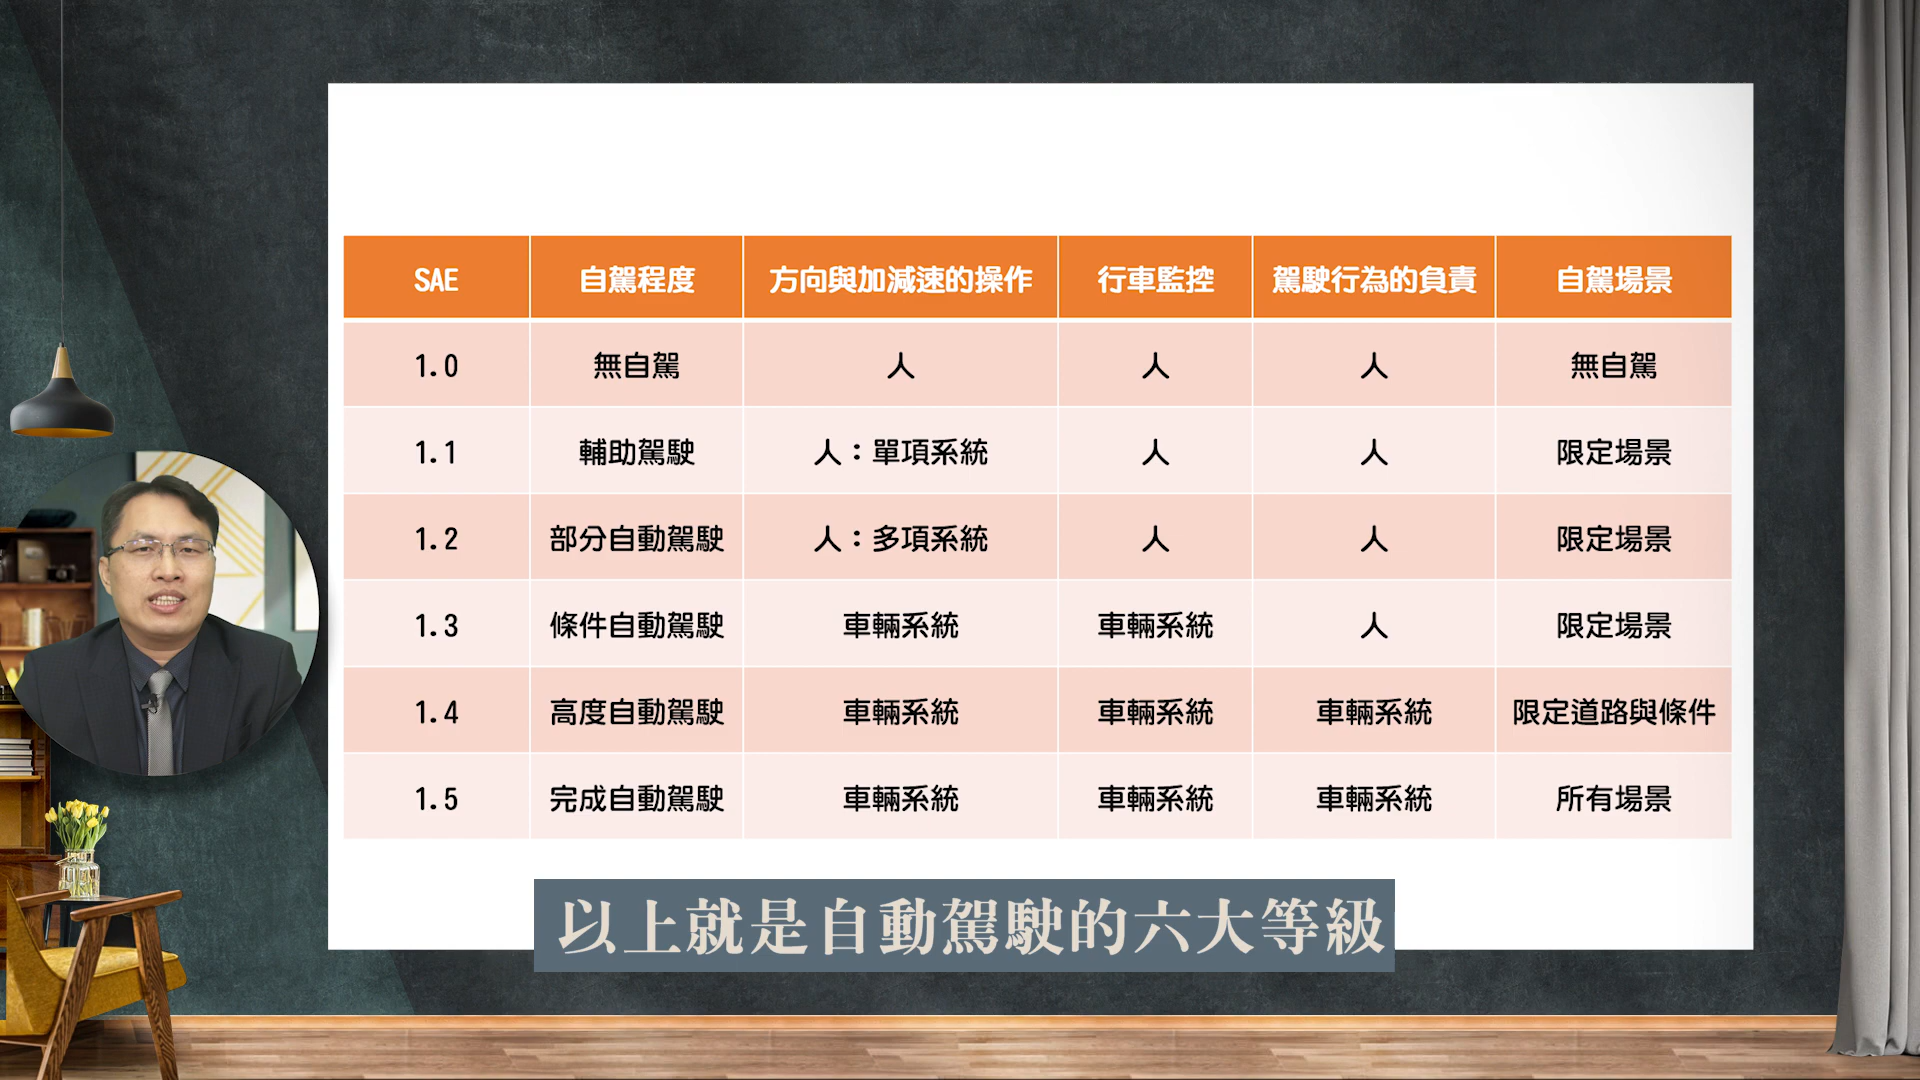 SAE 自駕程度 方向與加減速的操作 行車監控 駕駛行為的負責 自駕場景
1.0 無自駕 人 人 人 無自駕
1.1 輔助駕駛 人：單項系統 人 人 限定場景
1.2 部分自動駕駛 人：多項系統 人 人 限定場景
1.3 條件自動駕駛 車輛系統 車輛系統 人 限定場景
1.4 高度自動駕駛 車輛系統 車輛系統 車輛系統 限定道路與條件
1.5 完成自動駕駛 車輛系統 車輛系統 車輛系統 所有場景
以上就是自動駕駛的六大等級